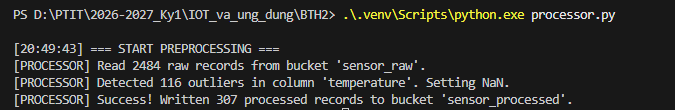 PS D:\PTIT\2026-2027_Ky1\IOT_va_ung_dung\BTH2> .\.venv\Scripts\python.exe processor.py
[20:49:43] === START PREPROCESSING ===
[PROCESSOR] Read 2484 raw records from bucket 'sensor_raw'.
[PROCESSOR] Detected 116 outliers in column 'temperature'. Setting NaN.
[PROCESSOR] Success! Written 307 processed records to bucket 'sensor_processed'.